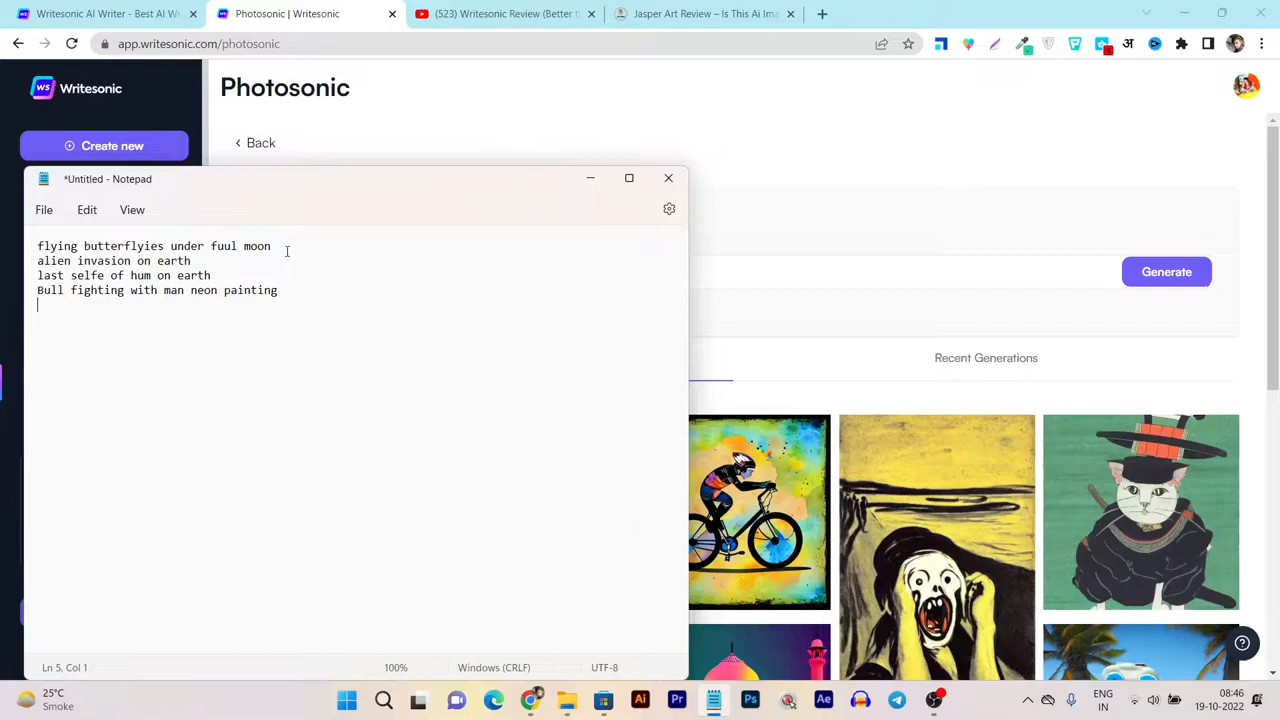 Writesonic AI Writer - Best AI W
Photosonic | Writesonic
(523) Writesonic Review (Better t
Jasper Art Review – Is This Ai Ima
app.writesonic.com/photosonic
ws Writesonic
Photosonic
Create new
Back
*Untitled - Notepad
File Edit View
flying butterflyies under fuul moon
alien invasion on earth
last selfe of hum on earth
Bull fighting with man neon painting
Generate
Recent Generations
Ln 5, Col 1
100%
Windows (CRLF)
UTF-8
25°C
Smoke
ENG
IN
08:46
19-10-2022